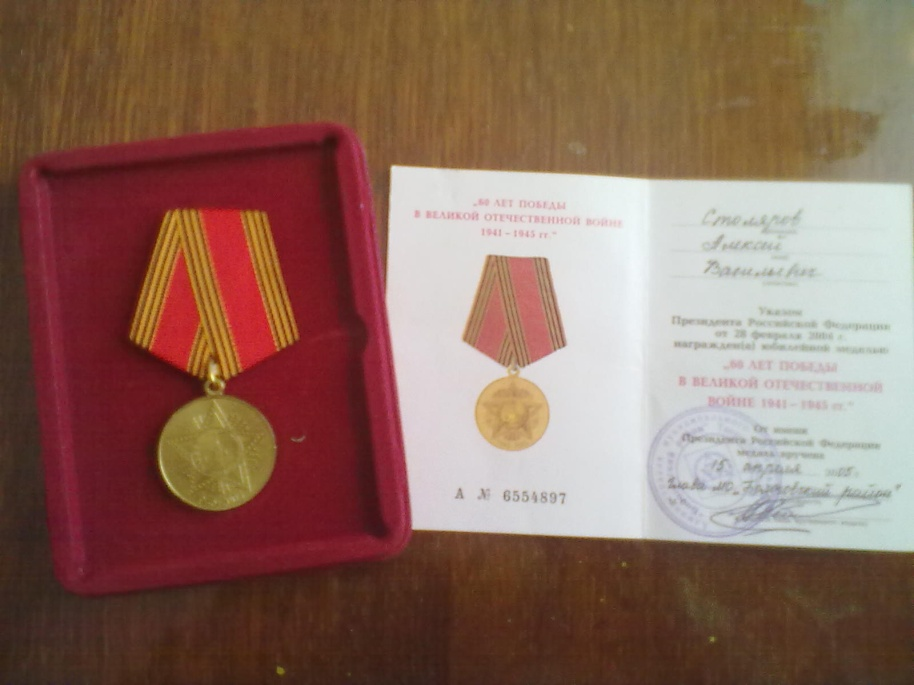 „60 ЛЕТ ПОБЕДЫ
В ВЕЛИКОЙ ОТЕЧЕСТВЕННОЙ ВОЙНЕ
1941 – 1945 гг.“
А № 6554897
Столяров
Алексей
Васильевич
Указом
Президента Российской Федерации
от 28 февраля 2004 г.
награжден(а) юбилейной медалью
„60 ЛЕТ ПОБЕДЫ
В ВЕЛИКОЙ ОТЕЧЕСТВЕННОЙ
ВОЙНЕ 1941 – 1945 гг.“
От имени
Президента Российской Федерации
медаль вручена
15 апреля 2005 г.
Глава МО район“